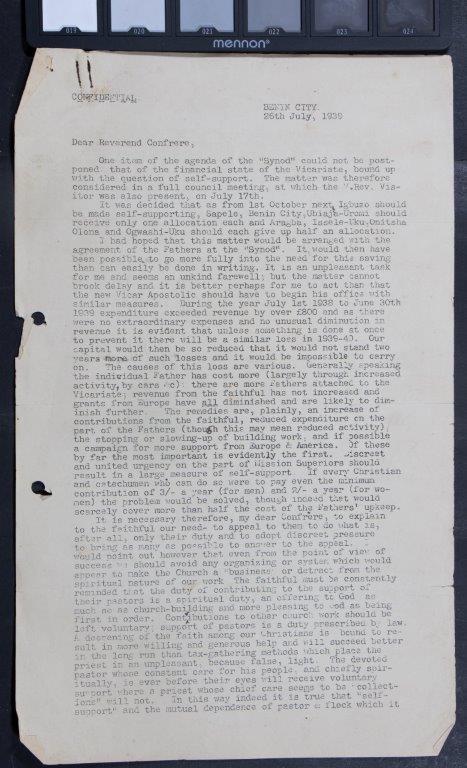 019 020 021 022 023 024
mennon
CONFIDENTIAL
BENIN CITY.
26th July, 1939
Dear Reverend Confrere,
One item of the agenda of the "Synod" could not be post-
poned that of the financial state of the Vicariate, bound up
with the question of self-support. The matter was therefore
considered in a full council meeting, at which the V.Rev. Vis-
itor was also present, on July 17th.
It was decided that as from 1st October next Igbuzo should
be made self-supporting, Sapele, Benin City, Ubiaja-Uromi should
receive only one allocation each and Aragba, Issele-Uku, Onitsha
Olona and Ogwashi-Uku should each give up half an allocation.
I had hoped that this matter would be arranged with the
agreement of the Fathers at the "Synod". It would then have
been possible to go more fully into the need for this saving
than can easily be done in writing. It is an unpleasant task
for me and seems an unkind farewell; but the matter cannot
brook delay and it is better perhaps for me to act than that
the new Vicar Apostolic should have to begin his office with
similar measures. During the year July 1st 1938 to June 30th
1939 expenditure exceeded revenue by over £800 and as there
were no extraordinary expenses and no unusual diminution in
revenue it is evident that unless something is done at once
to prevent it there will be a similar loss in 1939-40. Our
capital would then be so reduced that it would not stand two
years more of such losses and it would be impossible to carry
on. The causes of this loss are various. Generally speaking
the individual Father has cost more (largely through increased
activity, by cars &c) there are more Fathers attached to the
Vicariate; revenue from the faithful has not increased and
grants from Europe have all diminished and are likely to dim-
inish further. The remedies are, plainly, an increase of
contributions from the faithful, reduced expenditure on the
part of the Fathers (though this may mean reduced activity),
the stopping or slowing-up of building work, and if possible
a campaign for more support from Europe & America. Of these
by far the most important is evidently the first. Discreet
and united urgency on the part of Mission Superiors should
result in a large measure of self-support. If every Christian
and catechumen who can do so were to pay even the minimum
contribution of 3/- a year (for men) and 2/- a year (for wo-
men) the problem would be solved, though indeed that would
scarcely cover more than half the cost of the Fathers' upkeep.
It is necessary therefore, my dear Confrere, to explain
to the faithful our need- to appeal to them to do what is,
after all, only their duty and to adopt discreet pressure
to bring as many as possible to answer to the appeal.
would point out however that even from the point of view of
success we should avoid any organizing or system which would
appear to make the Church a "business" or detract from the
spiritual nature of our work The faithful must be constantly
reminded that the duty of contributing to the support of
their pastors is a spiritual duty, an offering to God as
much so as church-building and more pleasing to God as being
first in order. Contributions to other church work should be
left voluntary; support of pastors is a duty prescribed by law.
A deepening of the faith among our Christians is bound to re-
sult in more willing and generous help and will succeed better
in the long run than tax-gathering methods which place the
priest in an unpleasant, because false, light. The devoted
pastor whose constant care for his people, and chiefly spir-
itually, is ever before their eyes will receive voluntary
support where a priest whose chief care seems to be "collect-
ions" will not. In this way indeed it is true that "self-
support" and the mutual dependence of pastor & flock which it